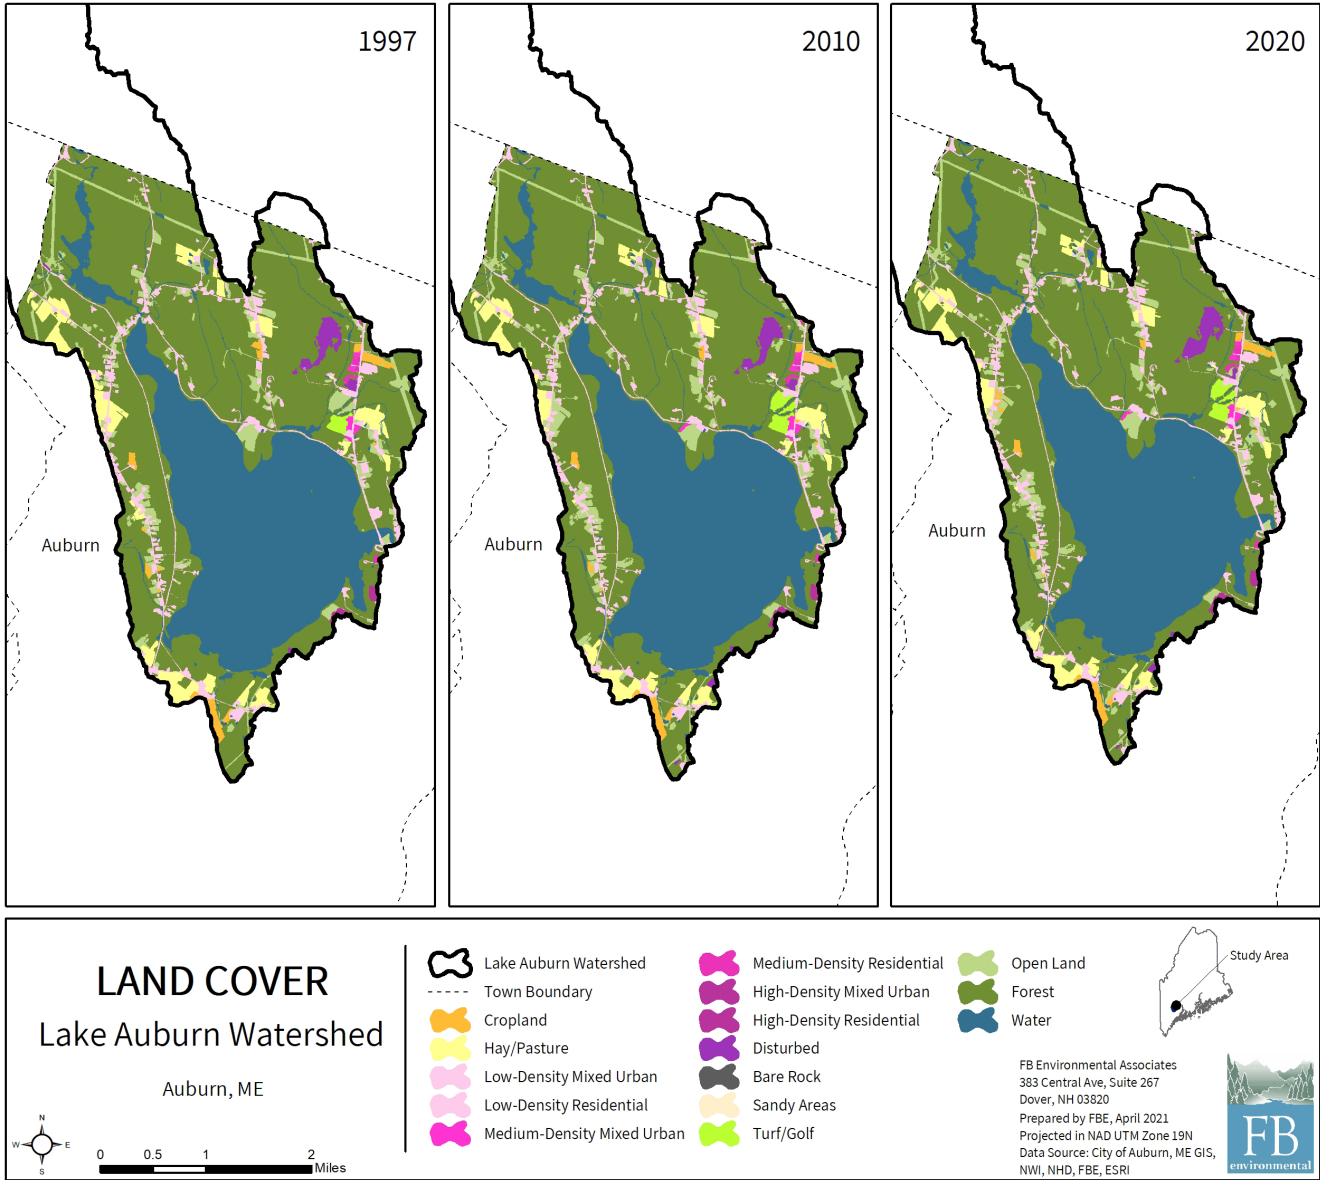 1997
2010
2020
Auburn
Auburn
Auburn
LAND COVER
Lake Auburn Watershed
Auburn, ME
N
W
E
S
0
0.5
1
2
Miles
Lake Auburn Watershed
Town Boundary
Cropland
Hay/Pasture
Low-Density Mixed Urban
Low-Density Residential
Medium-Density Mixed Urban
Medium-Density Residential
High-Density Mixed Urban
High-Density Residential
Disturbed
Bare Rock
Sandy Areas
Turf/Golf
Open Land
Forest
Water
Study Area
FB Environmental Associates
383 Central Ave, Suite 267
Dover, NH 03820
Prepared by FBE, April 2021
Projected in NAD UTM Zone 19N
Data Source: City of Auburn, ME GIS,
NWI, NHD, FBE, ESRI
FB
environmental